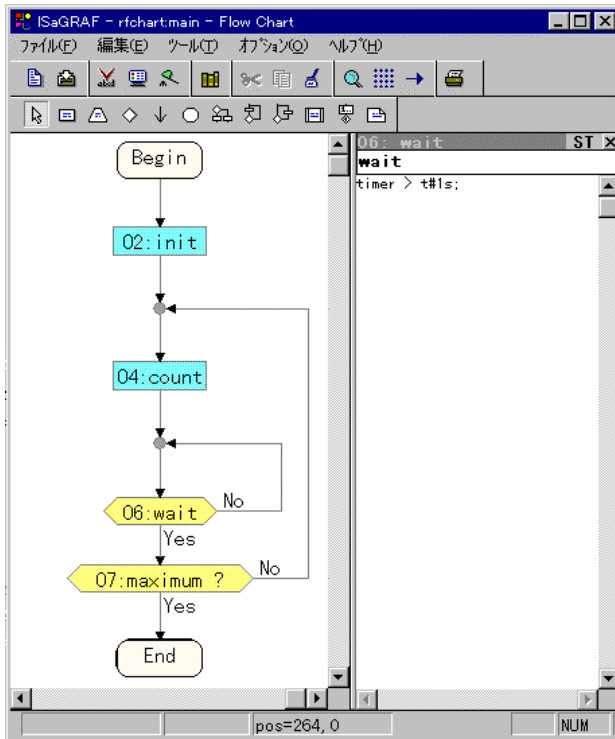 ISaGRAF - rfchart:main - Flow Chart
ファイル(F) 編集(E) ツール(T) オプション(O) ヘルプ(H)
Begin
02:init
04:count
06:wait
No
Yes
07:maximum ?
No
Yes
End
06: wait ST
wait
timer > t#1s;
pos=264, 0
NUM